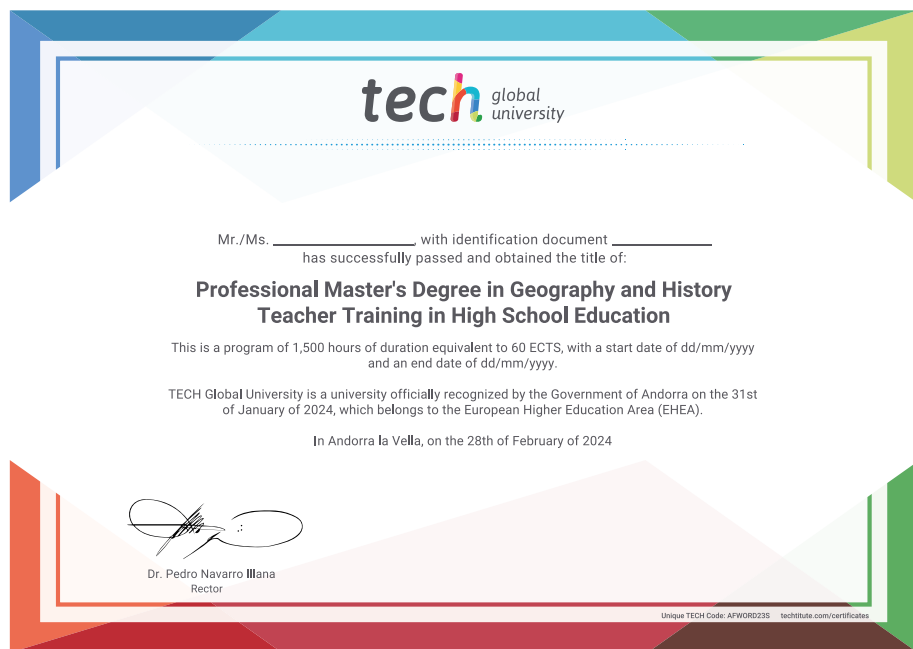 tech global
university
Mr./Ms. ____________, with identification document ____________
has successfully passed and obtained the title of:
Professional Master's Degree in Geography and History
Teacher Training in High School Education
This is a program of 1,500 hours of duration equivalent to 60 ECTS, with a start date of dd/mm/yyyy
and an end date of dd/mm/yyyy.
TECH Global University is a university officially recognized by the Government of Andorra on the 31st
of January of 2024, which belongs to the European Higher Education Area (EHEA).
In Andorra la Vella, on the 28th of February of 2024
Dr. Pedro Navarro Illana
Rector
Unique TECH Code: AFWORD23S techtitute.com/certificates